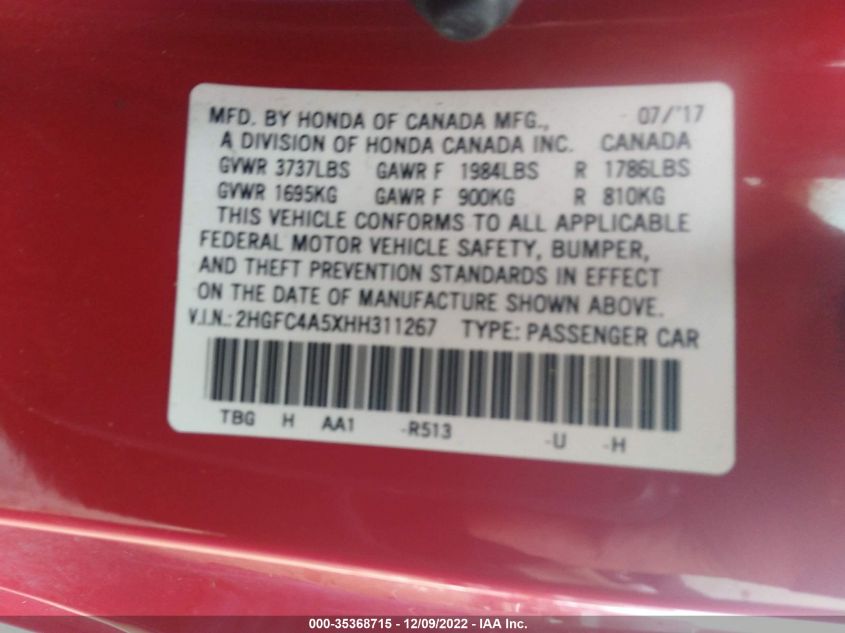 MFD. BY HONDA OF CANADA MFG., 07/'17
A DIVISION OF HONDA CANADA INC. CANADA
GVWR 3737LBS GAWR F 1984LBS R 1786LBS
GVWR 1695KG GAWR F 900KG R 810KG
THIS VEHICLE CONFORMS TO ALL APPLICABLE
FEDERAL MOTOR VEHICLE SAFETY, BUMPER,
AND THEFT PREVENTION STANDARDS IN EFFECT
ON THE DATE OF MANUFACTURE SHOWN ABOVE.
V.I.N.: 2HGFC4A5XHH311267 TYPE: PASSENGER CAR
TBG H AA1 -R513 -U -H
000-35368715 - 12/09/2022 - IAA Inc.